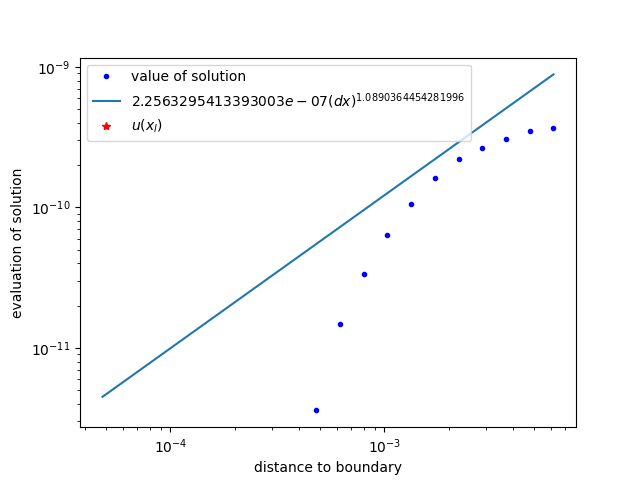 10⁻⁹
value of solution
2.2563295413393003e − 07(dx)^1.0890364454281996
u(x_l)
evaluation of solution
10⁻¹⁰
10⁻¹¹
10⁻⁴
10⁻³
distance to boundary